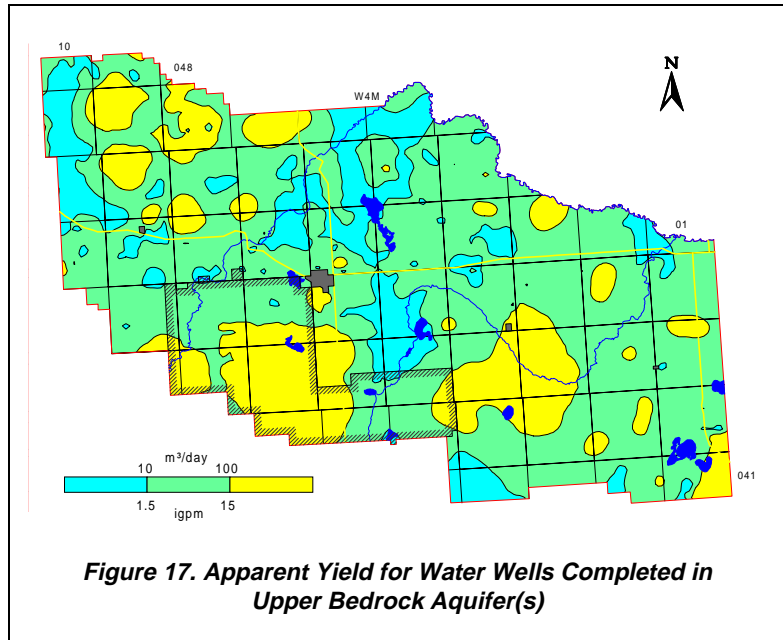 10
048
W4M
N
01
m³/day
10 100
1.5 15
igpm
041
Figure 17. Apparent Yield for Water Wells Completed in
Upper Bedrock Aquifer(s)